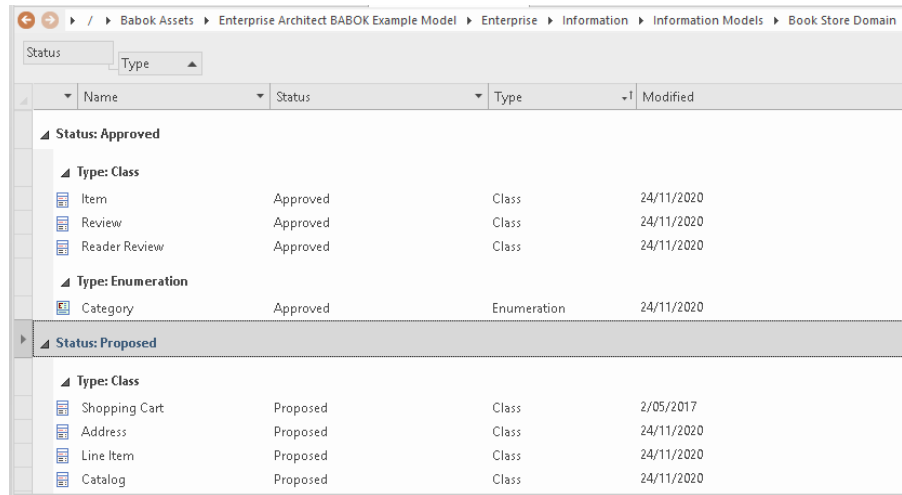 / Babok Assets Enterprise Architect BABOK Example Model Enterprise Information Information Models Book Store Domain
Status
Type
Name Status Type Modified
Status: Approved
Type: Class
Item Approved Class 24/11/2020
Review Approved Class 24/11/2020
Reader Review Approved Class 24/11/2020
Type: Enumeration
Category Approved Enumeration 24/11/2020
Status: Proposed
Type: Class
Shopping Cart Proposed Class 2/05/2017
Address Proposed Class 24/11/2020
Line Item Proposed Class 24/11/2020
Catalog Proposed Class 24/11/2020